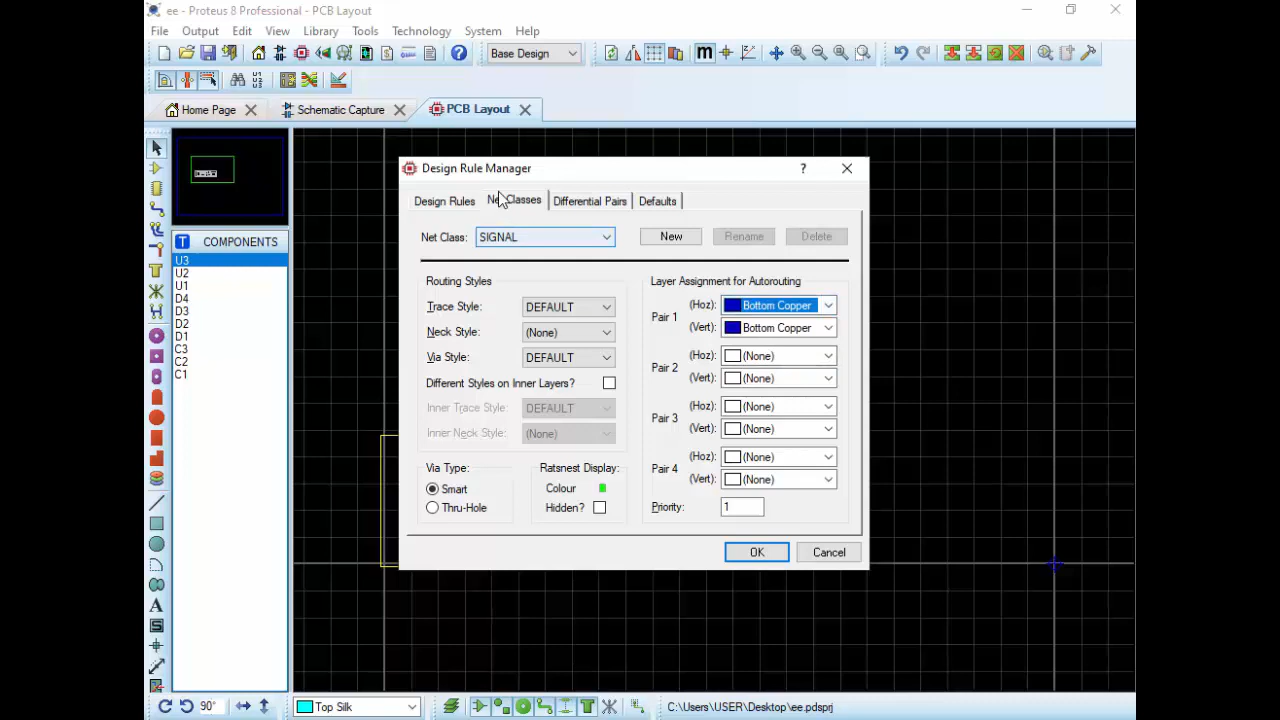 ee - Proteus 8 Professional - PCB Layout
File Output Edit View Library Tools Technology System Help
Base Design
m
Home Page
Schematic Capture
PCB Layout
T COMPONENTS
U3
U2
U1
D4
D3
D2
D1
C3
C2
C1
Design Rule Manager
?
Design Rules
Net Classes
Differential Pairs
Defaults
Net Class: SIGNAL
New
Rename
Delete
Routing Styles
Trace Style: DEFAULT
Neck Style: (None)
Via Style: DEFAULT
Different Styles on Inner Layers?
Inner Trace Style: DEFAULT
Inner Neck Style: (None)
Via Type:
Smart
Thru-Hole
Ratsnest Display:
Colour
Hidden?
Layer Assignment for Autorouting
Pair 1
(Hoz): Bottom Copper
(Vert): Bottom Copper
Pair 2
(Hoz): (None)
(Vert): (None)
Pair 3
(Hoz): (None)
(Vert): (None)
Pair 4
(Hoz): (None)
(Vert): (None)
Priority: 1
OK
Cancel
A
S
90°
Top Silk
C:\Users\USER\Desktop\ee.pdsprj